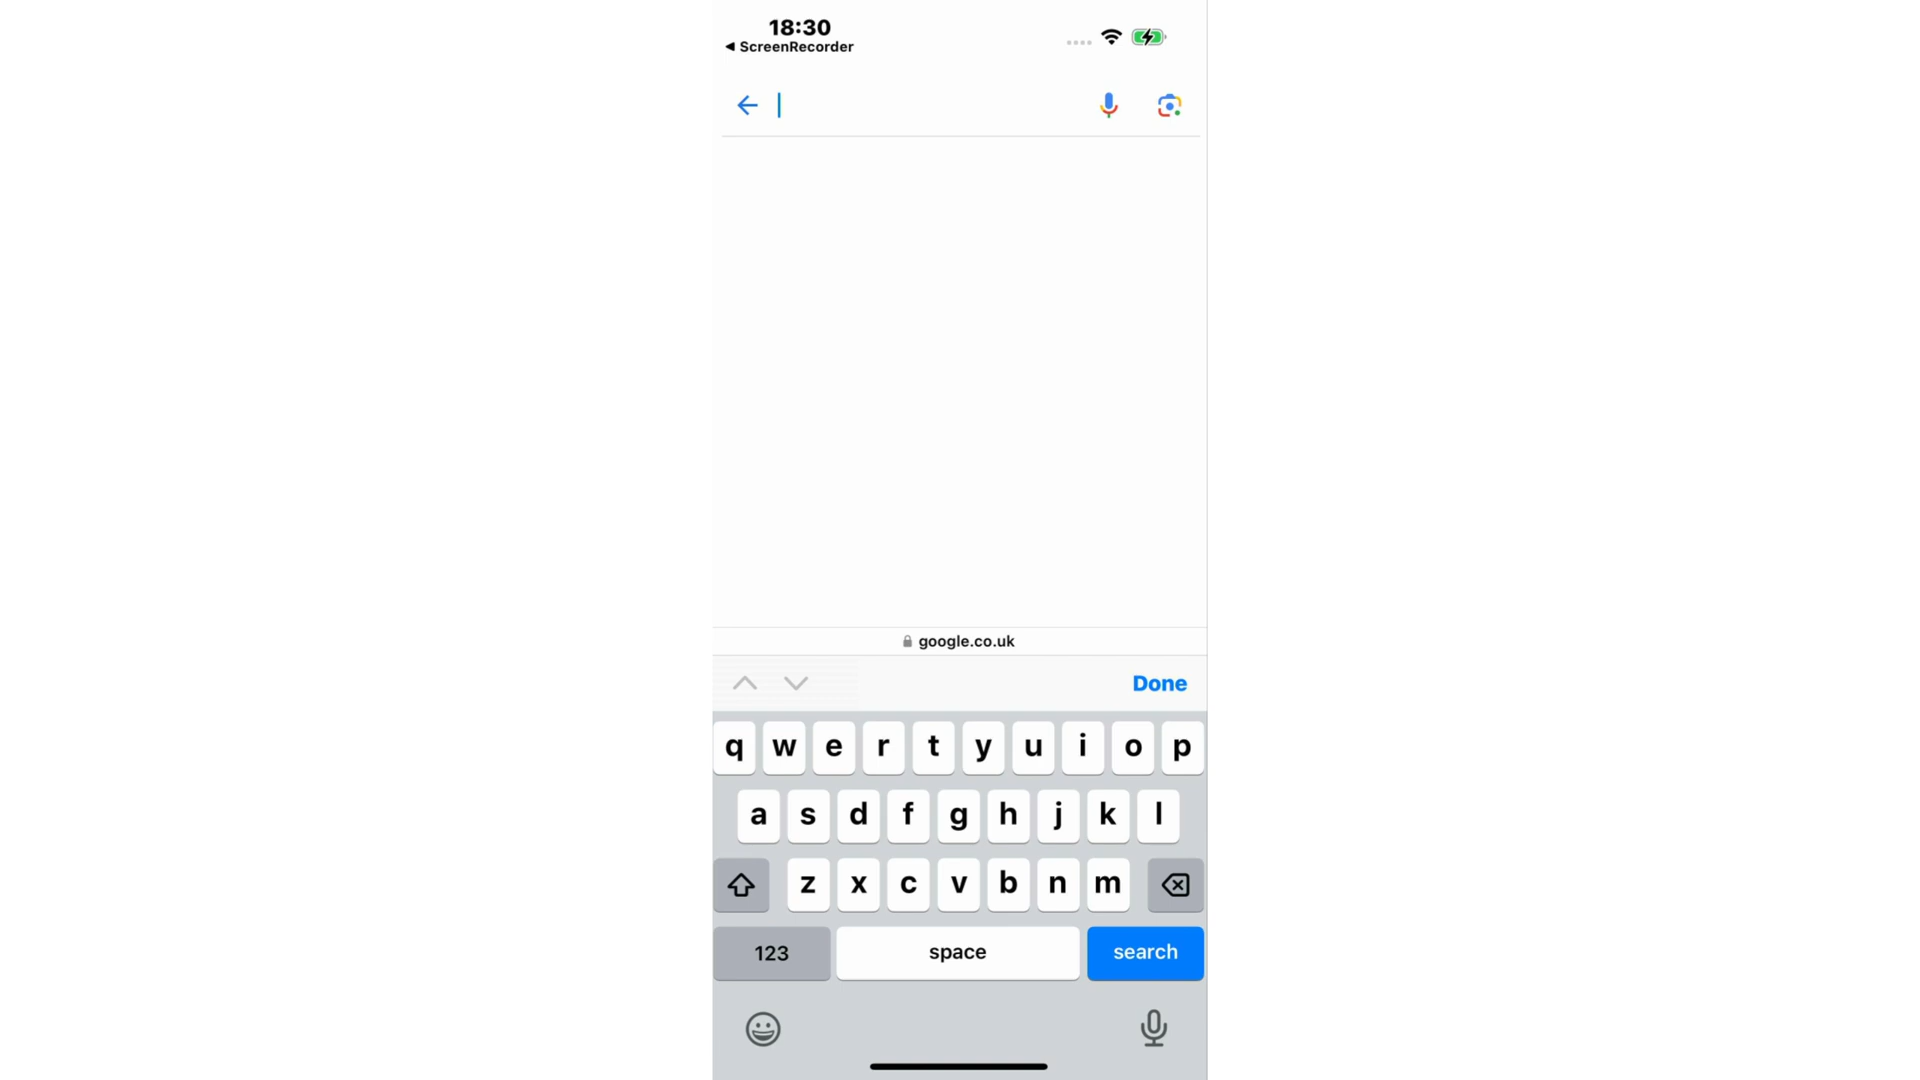 18:30
◀ ScreenRecorder
google.co.uk
Done
q w e r t y u i o p
a s d f g h j k l
z x c v b n m
123 space search